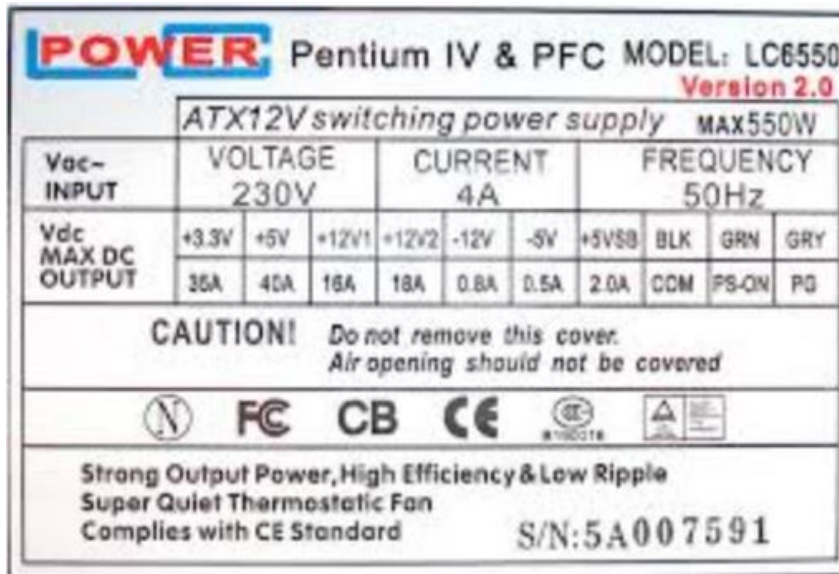 POWER Pentium IV & PFC MODEL: LC6550
Version 2.0
ATX12V switching power supply MAX550W
Vac~ INPUT VOLTAGE 230V CURRENT 4A FREQUENCY 50Hz
Vdc MAX DC OUTPUT +3.3V +5V +12V1 +12V2 -12V -5V +5VSB BLK GRN GRY
35A 40A 16A 18A 0.8A 0.5A 2.0A COM PS-ON PG
CAUTION! Do not remove this cover.
Air opening should not be covered
N FC CB CE
Strong Output Power,High Efficiency&Low Ripple
Super Quiet Thermostatic Fan
Complies with CE Standard
S/N:5A007591